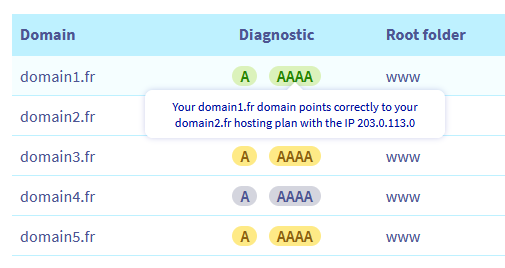 Domain Diagnostic Root folder
domain1.fr A AAAA www
Your domain1.fr domain points correctly to your
domain2.fr hosting plan with the IP 203.0.113.0
domain2.fr
domain3.fr A AAAA www
domain4.fr A AAAA www
domain5.fr A AAAA www